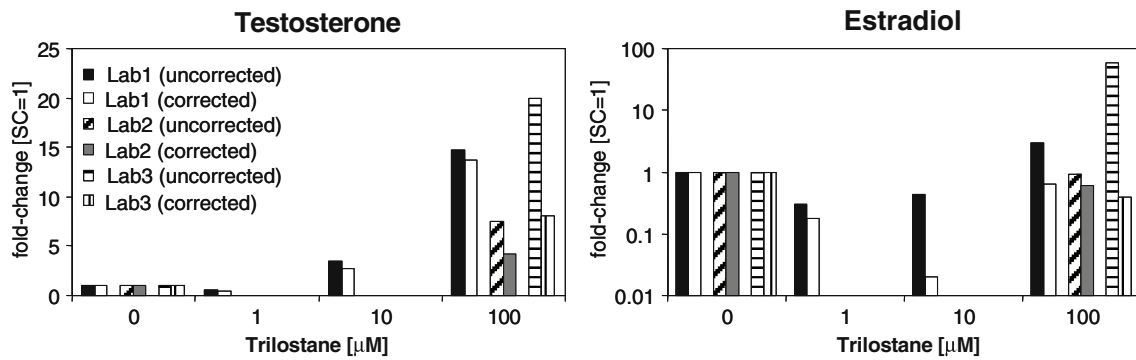 Testosterone
fold-change [SC=1]
25
20
15
10
5
0
Lab1 (uncorrected)
Lab1 (corrected)
Lab2 (uncorrected)
Lab2 (corrected)
Lab3 (uncorrected)
Lab3 (corrected)
0 1 10 100
Trilostane [μM]
Estradiol
fold-change [SC=1]
100
10
1
0.1
0.01
0 1 10 100
Trilostane [μM]